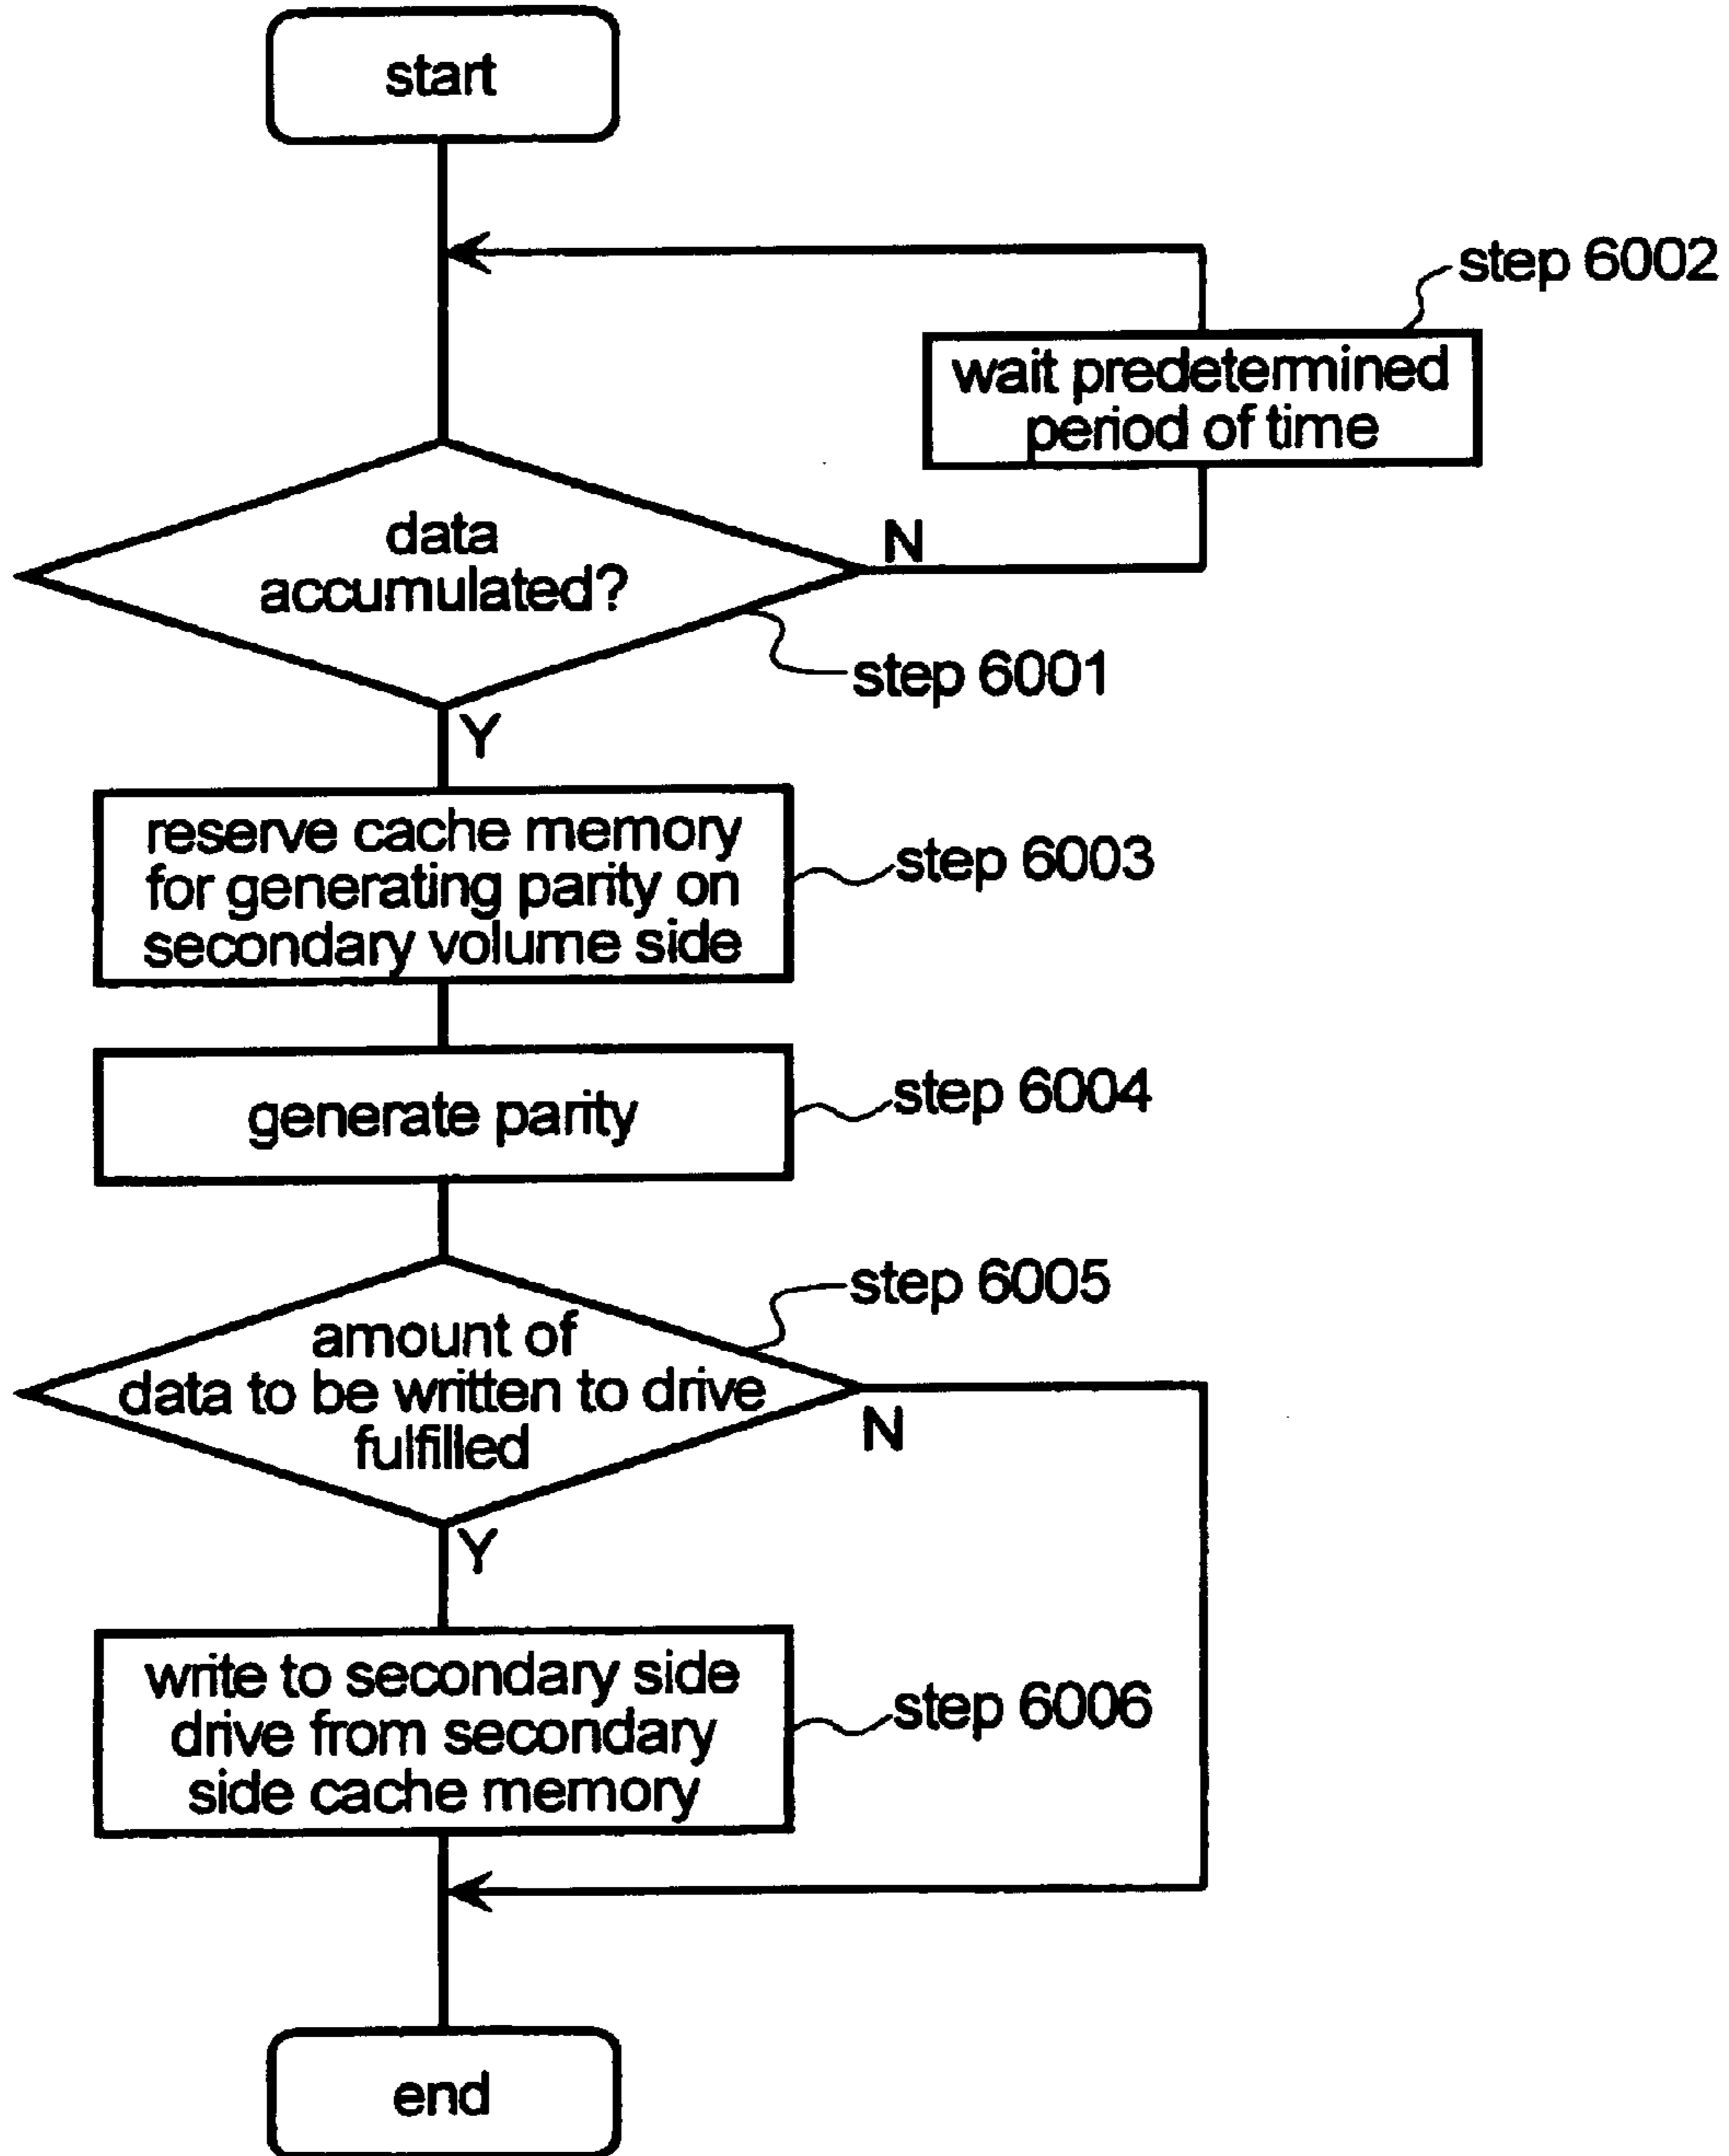 start
step 6002
wait predetermined
period of time
data
accumulated?
N
step 6001
Y
reserve cache memory
for generating parity on
secondary volume side
step 6003
generate parity
step 6004
step 6005
amount of
data to be written to drive
fulfilled
N
Y
write to secondary side
drive from secondary
side cache memory
step 6006
end